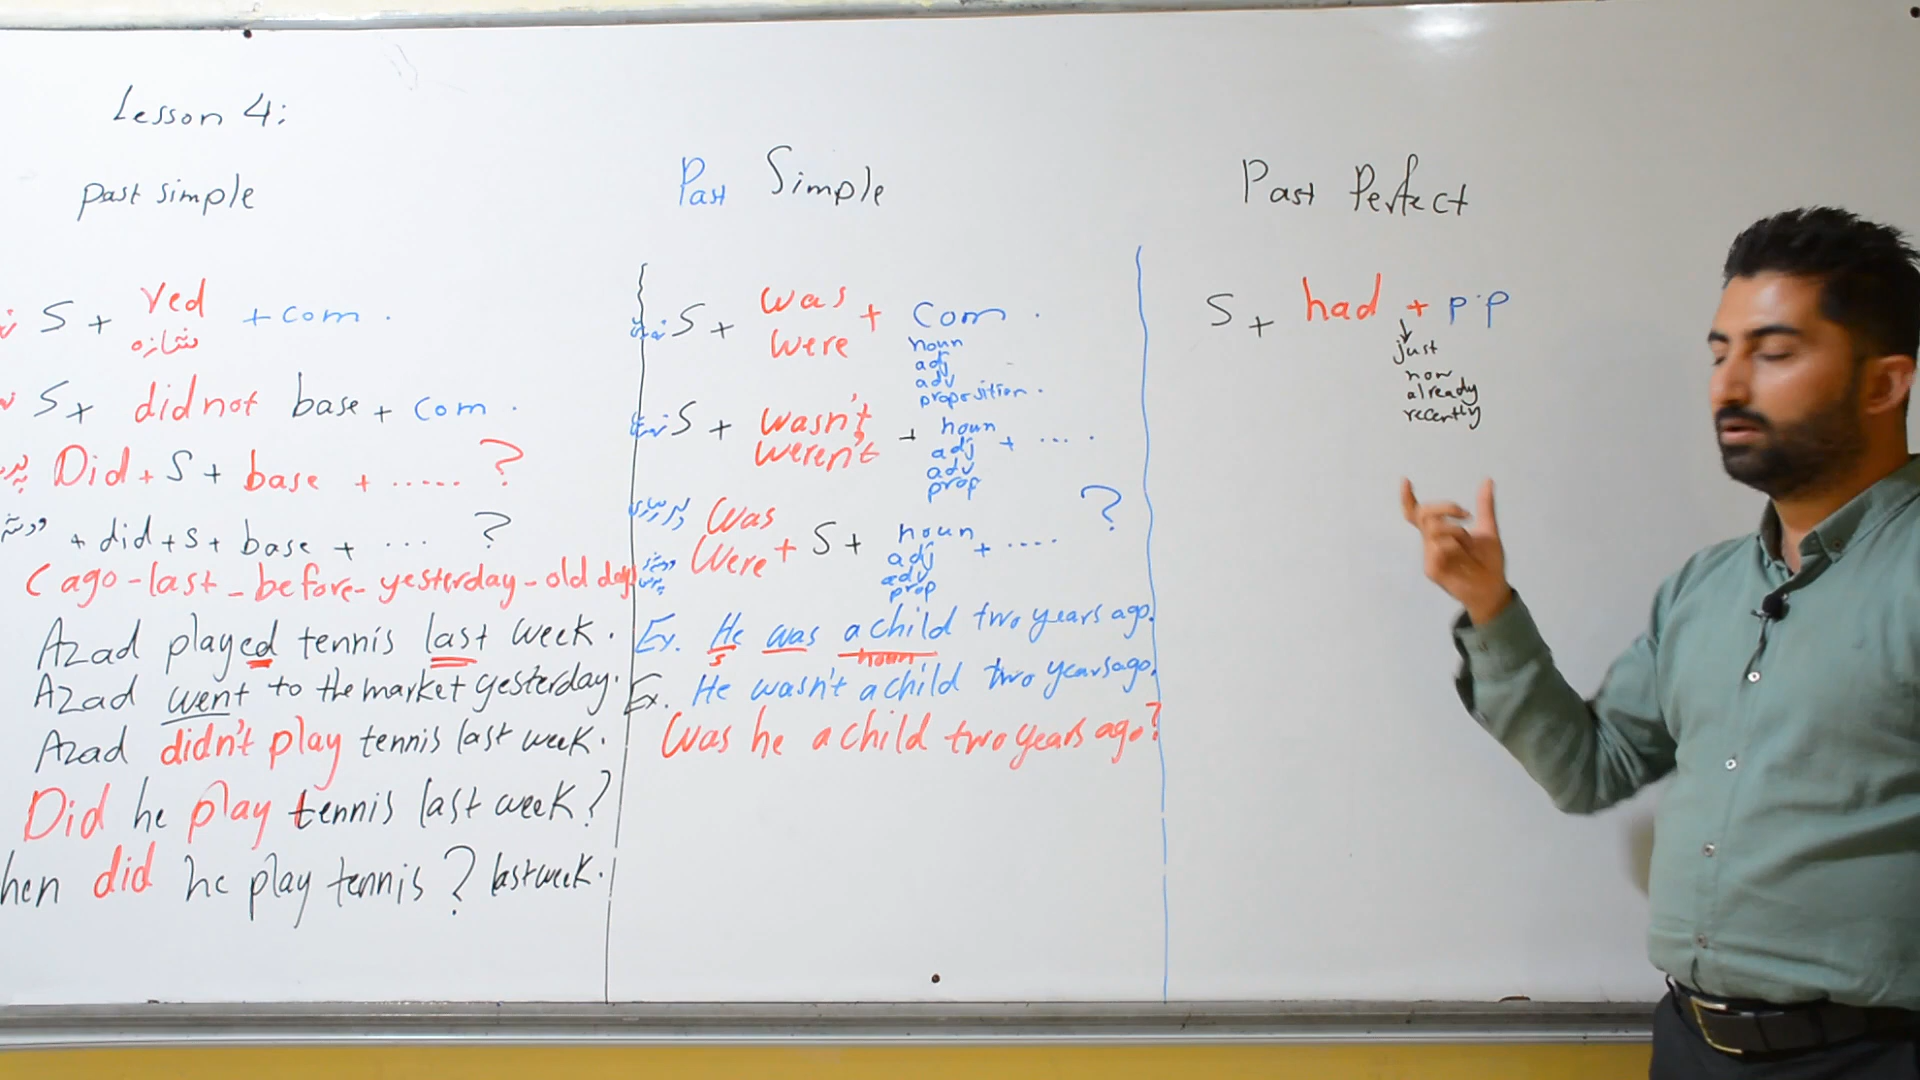 Lesson 4:
past simple
S + Ved + com .
شازه
S + did not base + com .
Did + S + base + ..... ?
+ did + s + base + ... ?
( ago - last - before - yesterday - old day
Azad played tennis last week .
Azad went to the market yesterday .
Azad didn't play tennis last week .
Did he play tennis last week ?
hen did he play tennis ? last week .
Past Simple
S + was + Com .
were
noun
adj
adv
proposition .
S + wasn't + noun + .... .
weren't adj
adv
prop
Was + S + noun + .... ?
Were adj
adv
prop
Ex. He was a child two years ago.
s noun
Ex. He wasn't a child two years ago.
Was he a child two years ago?
Past Perfect
S + had + p.p
just
now
already
recently